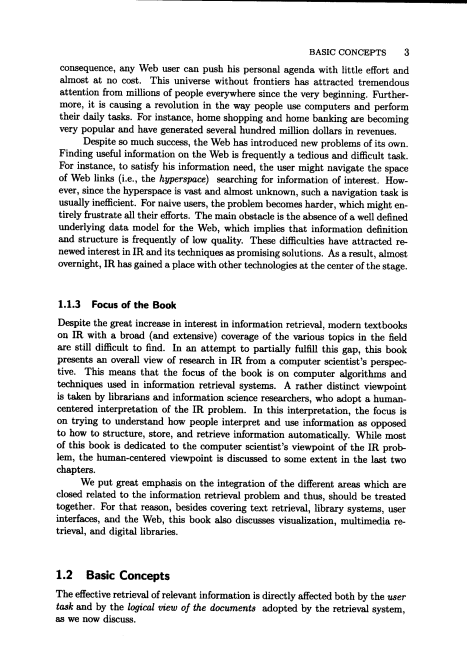 BASIC CONCEPTS 3
consequence, any Web user can push his personal agenda with little effort and
almost at no cost. This universe without frontiers has attracted tremendous
attention from millions of people everywhere since the very beginning. Further-
more, it is causing a revolution in the way people use computers and perform
their daily tasks. For instance, home shopping and home banking are becoming
very popular and have generated several hundred million dollars in revenues.
Despite so much success, the Web has introduced new problems of its own.
Finding useful information on the Web is frequently a tedious and difficult task.
For instance, to satisfy his information need, the user might navigate the space
of Web links (i.e., the hyperspace) searching for information of interest. How-
ever, since the hyperspace is vast and almost unknown, such a navigation task is
usually inefficient. For naive users, the problem becomes harder, which might en-
tirely frustrate all their efforts. The main obstacle is the absence of a well defined
underlying data model for the Web, which implies that information definition
and structure is frequently of low quality. These difficulties have attracted re-
newed interest in IR and its techniques as promising solutions. As a result, almost
overnight, IR has gained a place with other technologies at the center of the stage.
1.1.3 Focus of the Book
Despite the great increase in interest in information retrieval, modern textbooks
on IR with a broad (and extensive) coverage of the various topics in the field
are still difficult to find. In an attempt to partially fulfill this gap, this book
presents an overall view of research in IR from a computer scientist's perspec-
tive. This means that the focus of the book is on computer algorithms and
techniques used in information retrieval systems. A rather distinct viewpoint
is taken by librarians and information science researchers, who adopt a human-
centered interpretation of the IR problem. In this interpretation, the focus is
on trying to understand how people interpret and use information as opposed
to how to structure, store, and retrieve information automatically. While most
of this book is dedicated to the computer scientist's viewpoint of the IR prob-
lem, the human-centered viewpoint is discussed to some extent in the last two
chapters.
We put great emphasis on the integration of the different areas which are
closed related to the information retrieval problem and thus, should be treated
together. For that reason, besides covering text retrieval, library systems, user
interfaces, and the Web, this book also discusses visualization, multimedia re-
trieval, and digital libraries.
1.2 Basic Concepts
The effective retrieval of relevant information is directly affected both by the user
task and by the logical view of the documents adopted by the retrieval system,
as we now discuss.